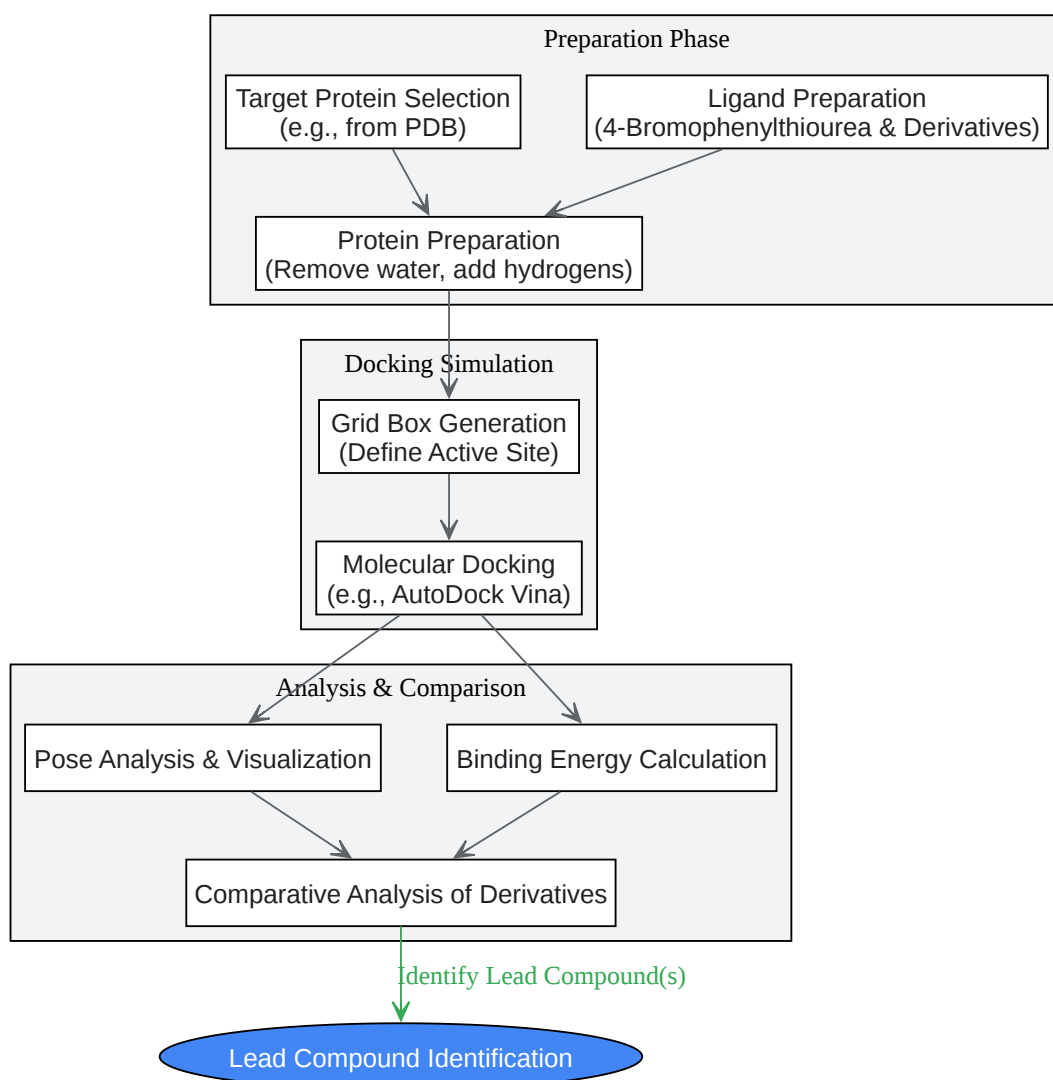 Preparation Phase
Target Protein Selection
(e.g., from PDB)
Ligand Preparation
(4-Bromophenylthiourea & Derivatives)
Protein Preparation
(Remove water, add hydrogens)
Docking Simulation
Grid Box Generation
(Define Active Site)
Molecular Docking
(e.g., AutoDock Vina)
Analysis & Comparison
Pose Analysis & Visualization
Binding Energy Calculation
Comparative Analysis of Derivatives
Identify Lead Compound(s)
Lead Compound Identification